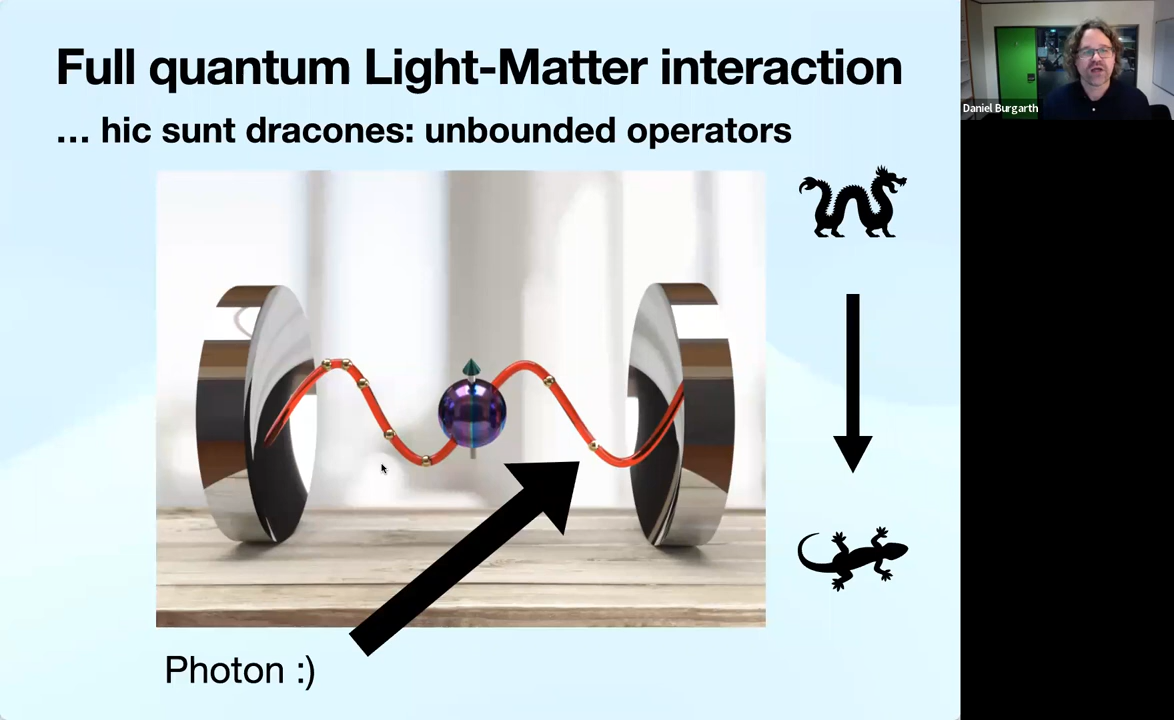 Full quantum Light-Matter interaction
... hic sunt dracones: unbounded operators
Photon :)
Daniel Burgarth